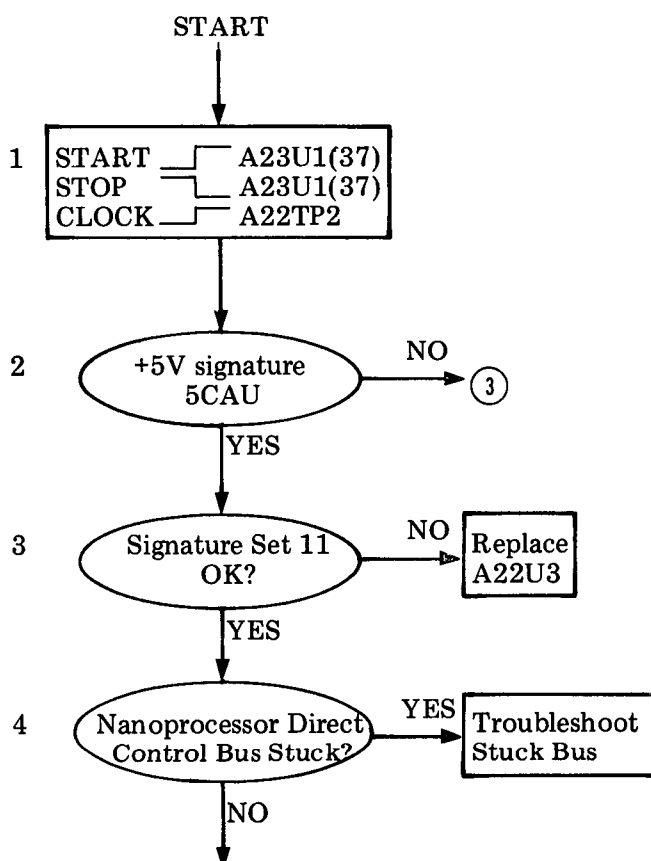 START
1
START A23U1(37)
STOP A23U1(37)
CLOCK A22TP2
2
+5V signature
5CAU
NO
3
YES
3
Signature Set 11
OK?
NO
Replace
A22U3
YES
4
Nanoprocessor Direct
Control Bus Stuck?
YES
Troubleshoot
Stuck Bus
NO